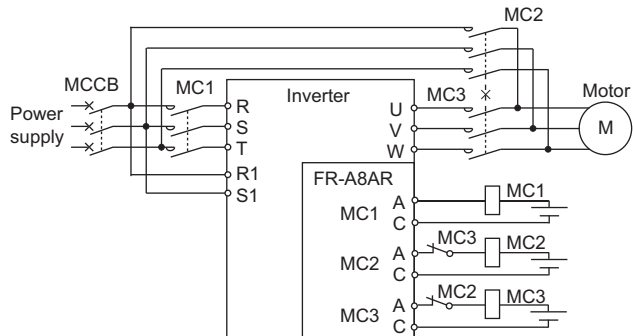 MC2
MCCB
MC1
Inverter
MC3
Motor
Power
supply
R
S
T
U
V
W
M
R1
S1
FR-A8AR
MC1
A
C
MC1
MC2
A
C
MC3
MC2
MC3
A
C
MC2
MC3